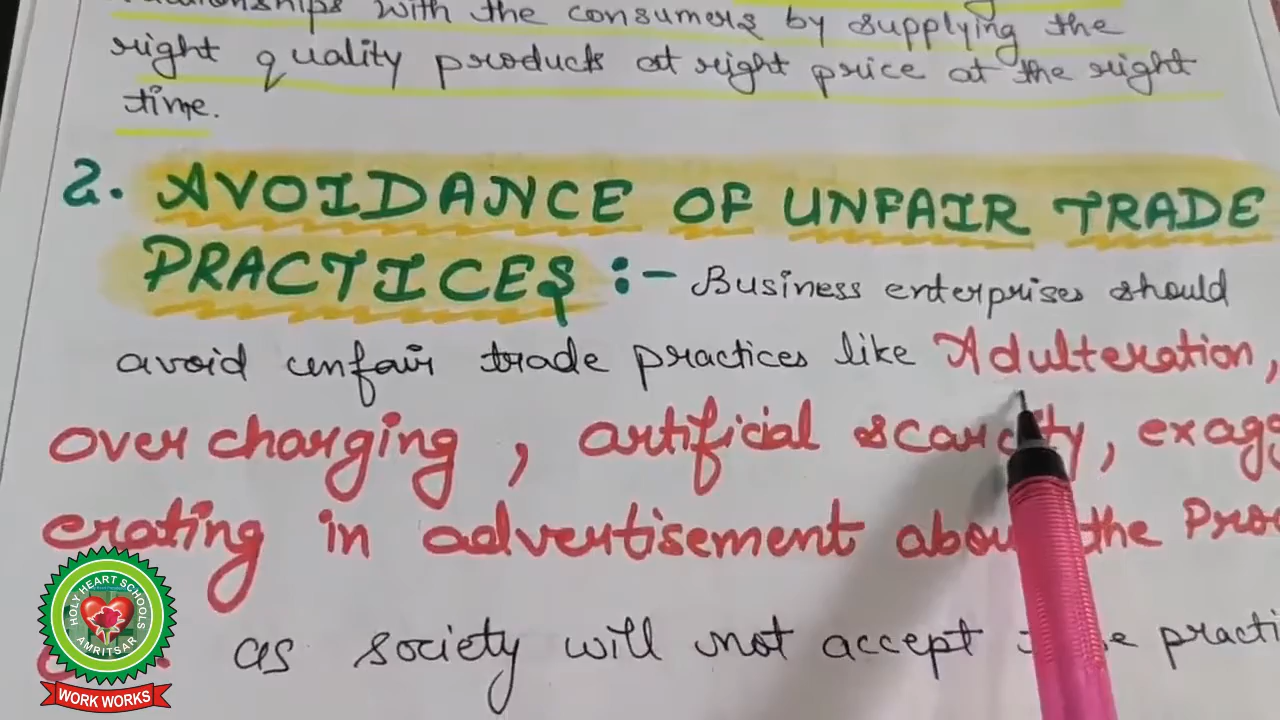 with the consumers by supplying the
right quality products at right price at the right
time.
2. AVOIDANCE OF UNFAIR TRADE
PRACTICES :- Business enterprises should
avoid unfair trade practices like Adulteration,
over charging, artificial scarcity, exagg
erating in advertisement about the Pro
as society will not accept practi
HOLY HEART SCHOOLS
AMRITSAR
WORK WORKS